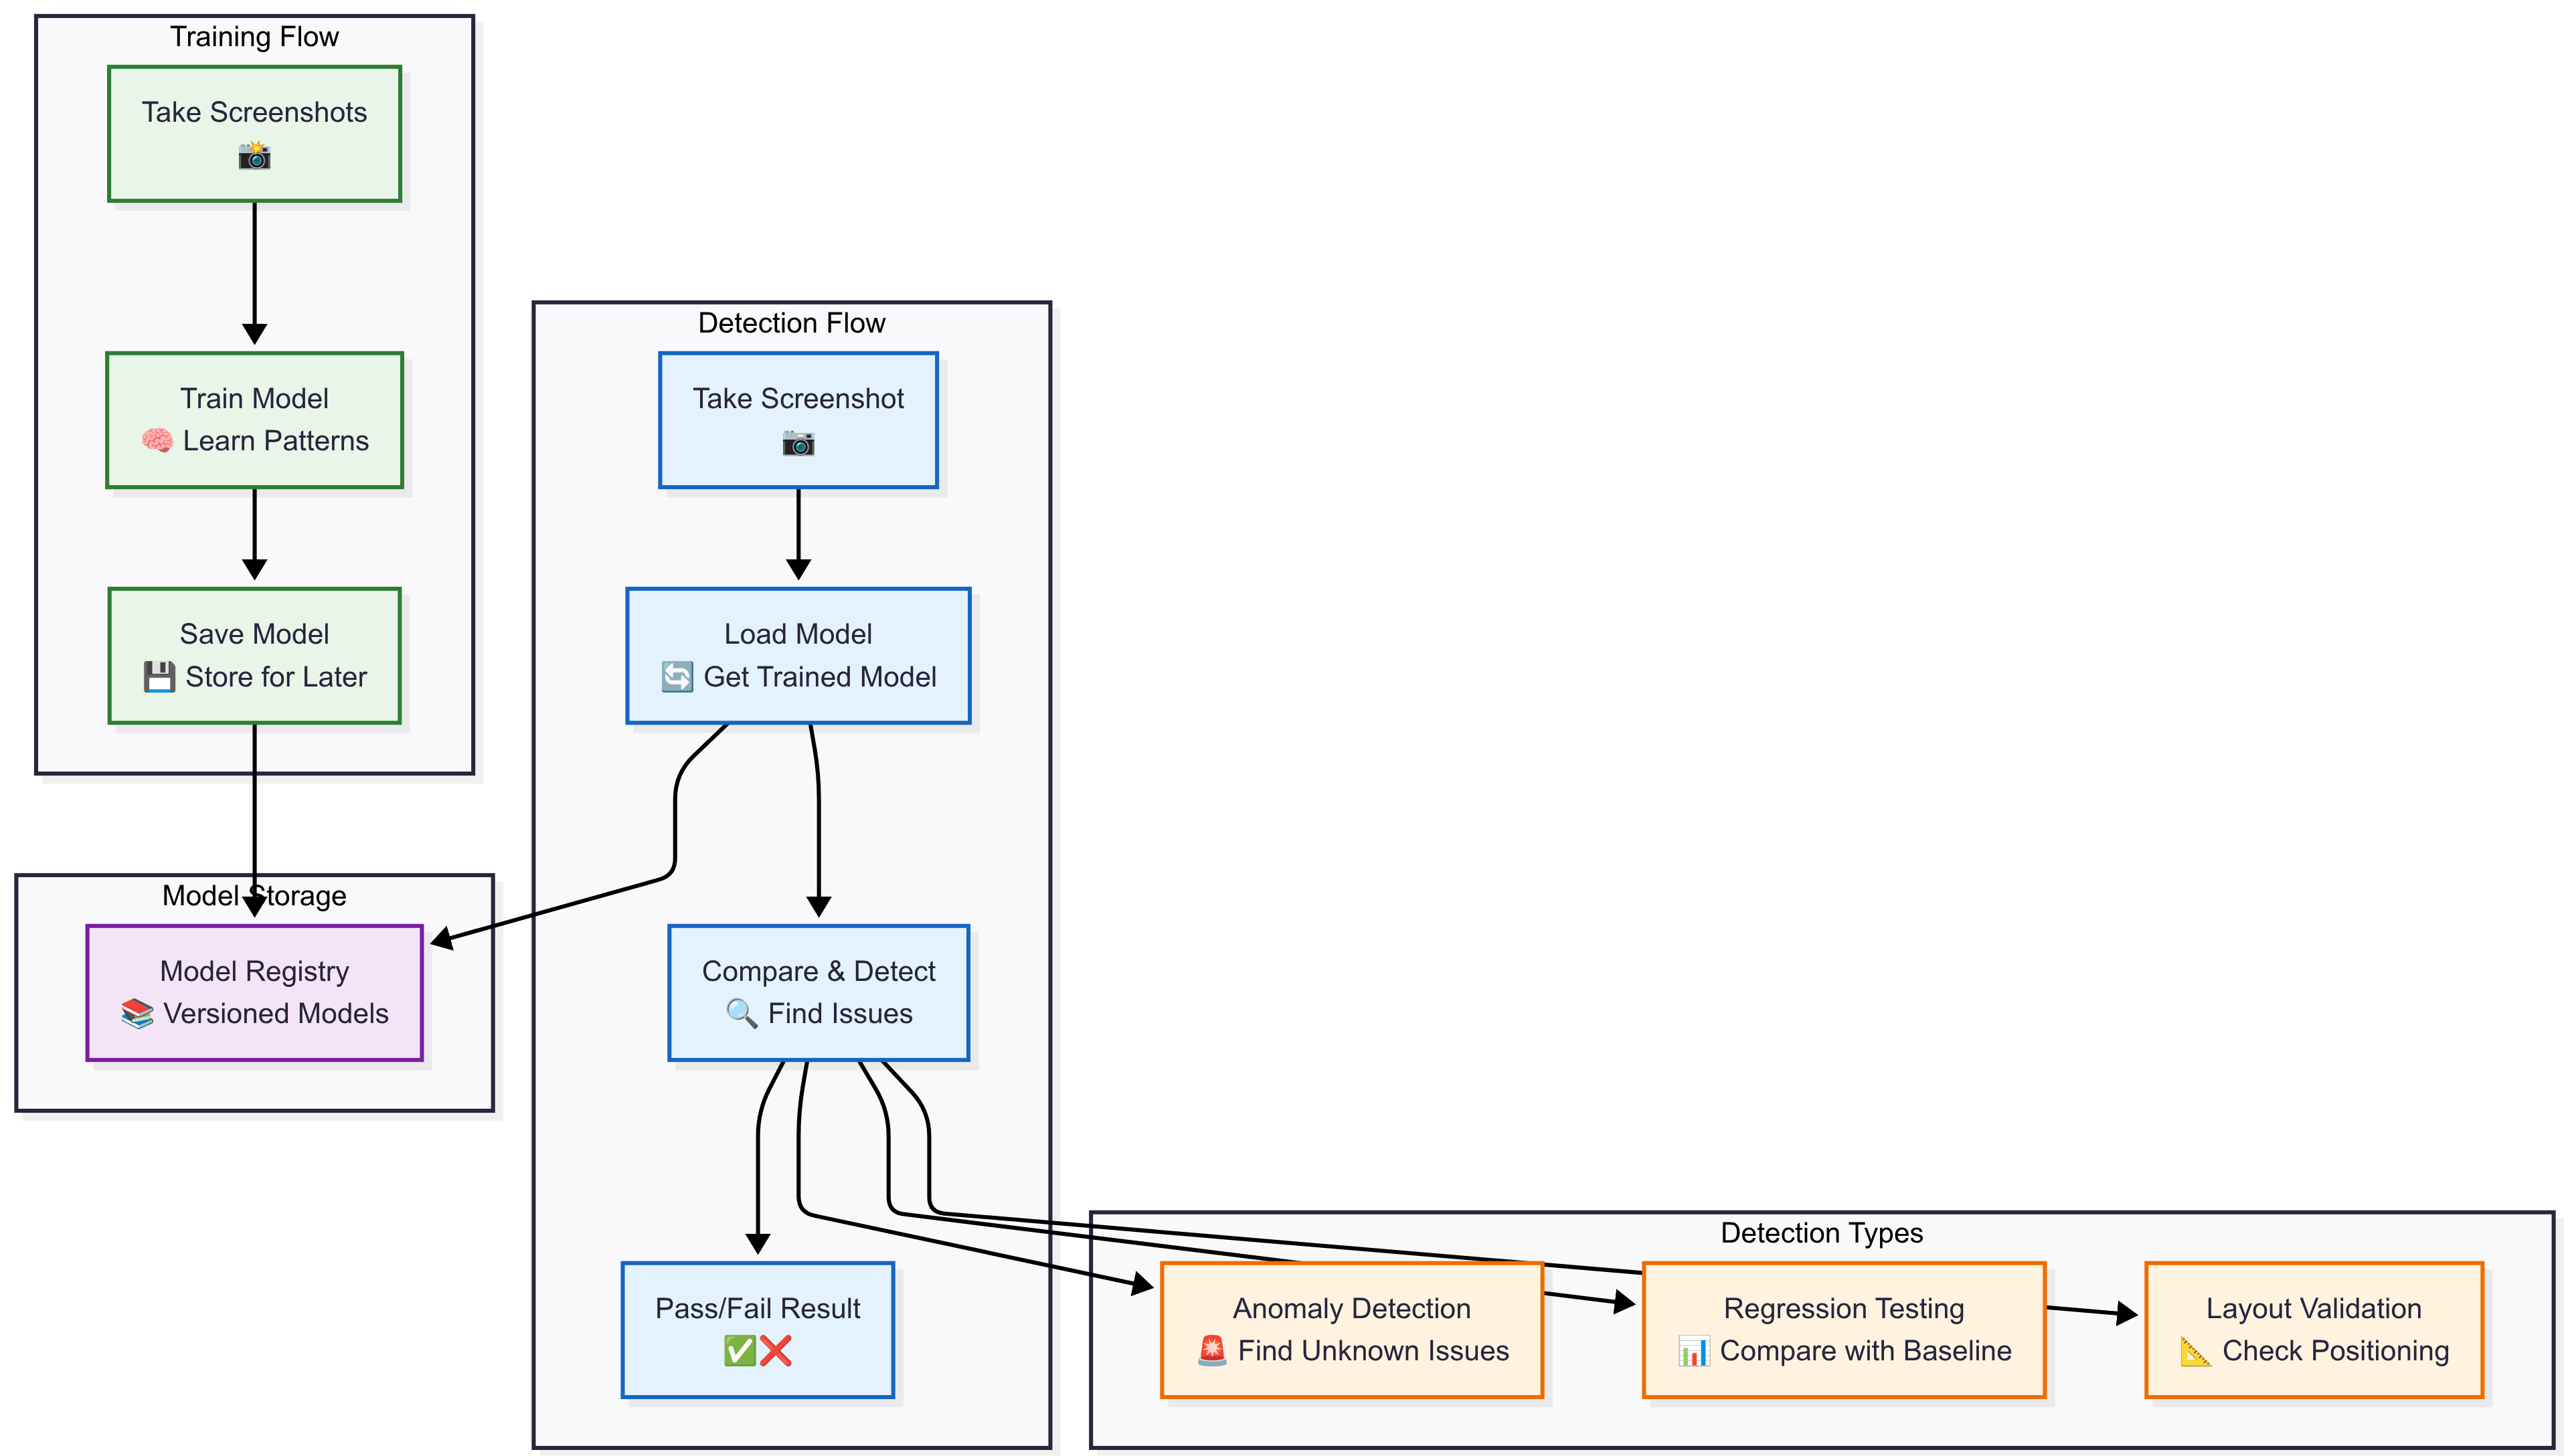 Training Flow
Take Screenshots
📸
Train Model
🧠 Learn Patterns
Save Model
💾 Store for Later
Model Storage
Model Registry
📚 Versioned Models
Detection Flow
Take Screenshot
📷
Load Model
🔄 Get Trained Model
Compare & Detect
🔍 Find Issues
Pass/Fail Result
✅❌
Detection Types
Anomaly Detection
🚨 Find Unknown Issues
Regression Testing
📊 Compare with Baseline
Layout Validation
📐 Check Positioning